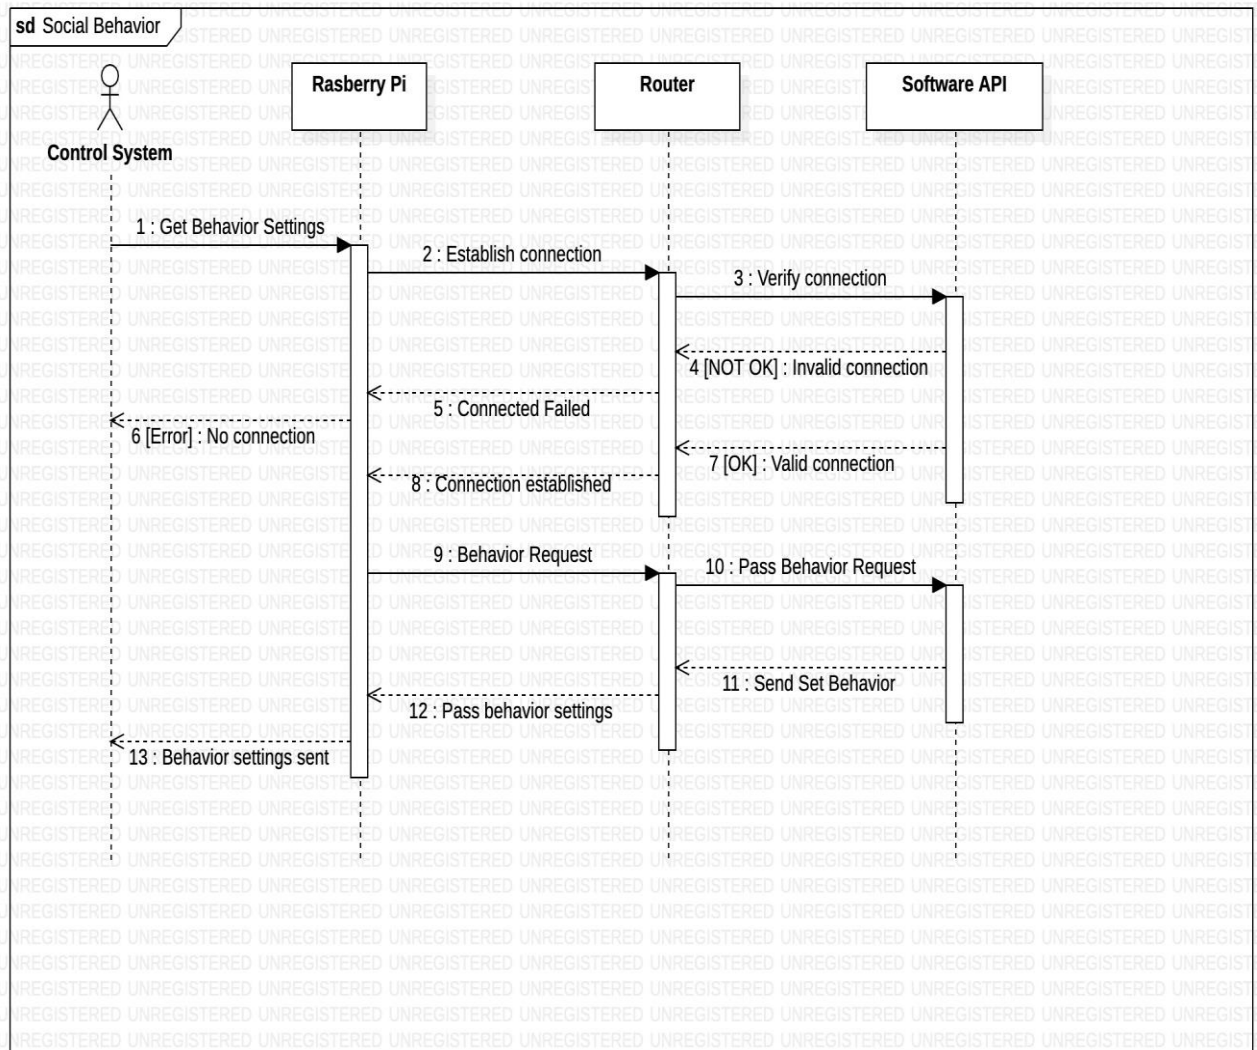 sd Social Behavior
Control System
Rasberry Pi
Router
Software API
1 : Get Behavior Settings
2 : Establish connection
3 : Verify connection
4 [NOT OK] : Invalid connection
5 : Connected Failed
6 [Error] : No connection
7 [OK] : Valid connection
8 : Connection established
9 : Behavior Request
10 : Pass Behavior Request
11 : Send Set Behavior
12 : Pass behavior settings
13 : Behavior settings sent
UNREGISTERED